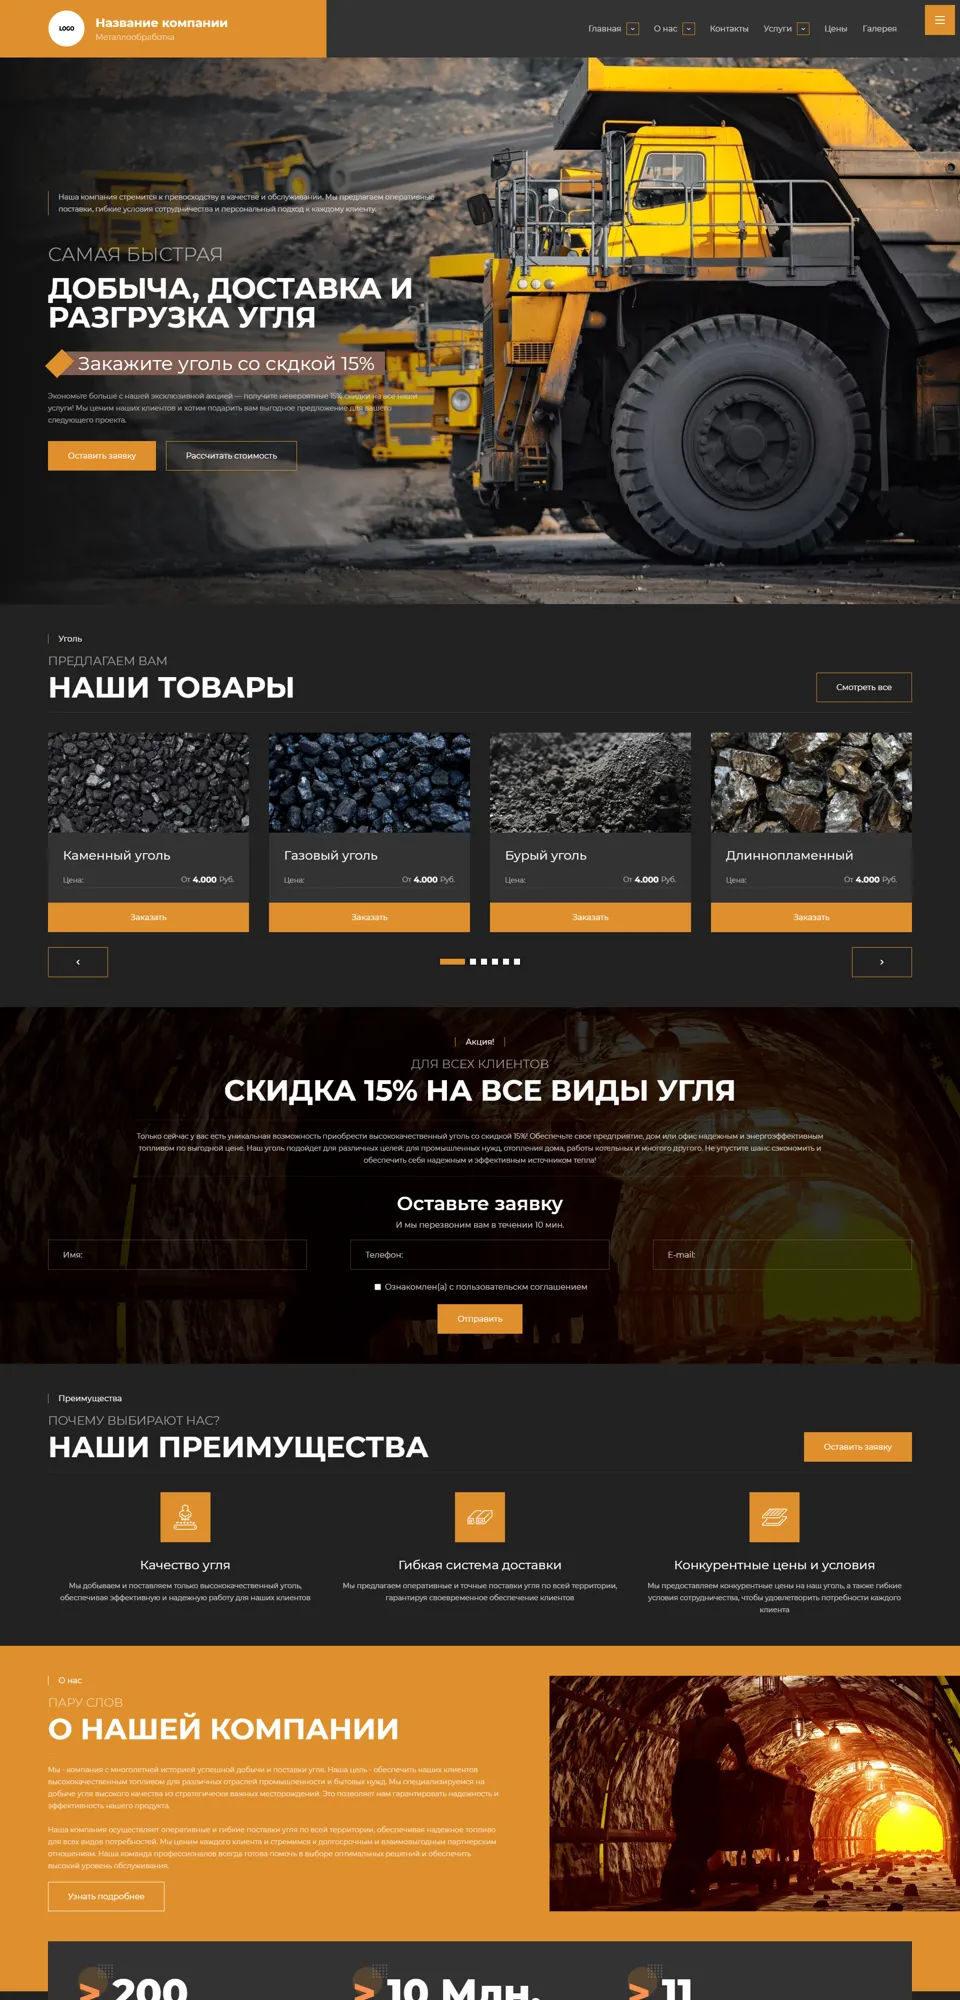 LOGO
Название компании
Металлообработка
Главная
О нас
Контакты
Услуги
Цены
Галерея
Наша компания стремится к превосходству в качестве и обслуживании. Мы предлагаем оперативные
поставки, гибкие условия сотрудничества и персональный подход к каждому клиенту.
САМАЯ БЫСТРАЯ
ДОБЫЧА, ДОСТАВКА И
РАЗГРУЗКА УГЛЯ
Закажите уголь со скдкой 15%
Экономьте больше с нашей эксклюзивной акцией — получите невероятные 15% скидки на все наши
услуги! Мы ценим наших клиентов и хотим подарить вам выгодное предложение для вашего
следующего проекта.
Оставить заявку
Рассчитать стоимость
Уголь
ПРЕДЛАГАЕМ ВАМ
НАШИ ТОВАРЫ
Смотреть все
Каменный уголь
Цена: От 4.000 Руб.
Заказать
Газовый уголь
Цена: От 4.000 Руб.
Заказать
Бурый уголь
Цена: От 4.000 Руб.
Заказать
Длиннопламенный
Цена: От 4.000 Руб.
Заказать
Акция!
ДЛЯ ВСЕХ КЛИЕНТОВ
СКИДКА 15% НА ВСЕ ВИДЫ УГЛЯ
Только сейчас у вас есть уникальная возможность приобрести высококачественный уголь со скидкой 15%! Обеспечьте свое предприятие, дом или офис надежным и энергоэффективным
топливом по выгодной цене. Наш уголь подойдет для различных целей: для промышленных нужд, отопления дома, работы котельных и многого другого. Не упустите шанс сэкономить и
обеспечить себя надежным и эффективным источником тепла!
Оставьте заявку
И мы перезвоним вам в течении 10 мин.
Имя:
Телефон:
E-mail:
Ознакомлен(а) с пользовательскм соглашением
Отправить
Преимущества
ПОЧЕМУ ВЫБИРАЮТ НАС?
НАШИ ПРЕИМУЩЕСТВА
Оставить заявку
Качество угля
Мы добываем и поставляем только высококачественный уголь,
обеспечивая эффективную и надежную работу для наших клиентов
Гибкая система доставки
Мы предлагаем оперативные и точные поставки угля по всей территории,
гарантируя своевременное обеспечение клиентов
Конкурентные цены и условия
Мы предоставляем конкурентные цены на наш уголь, а также гибкие
условия сотрудничества, чтобы удовлетворить потребности каждого
клиента
О нас
ПАРУ СЛОВ
О НАШЕЙ КОМПАНИИ
Мы - компания с многолетней историей успешной добычи и поставки угля. Наша цель - обеспечить наших клиентов
высококачественным топливом для различных отраслей промышленности и бытовых нужд. Мы специализируемся на
добыче угля высокого качества из стратегически важных месторождений. Это позволяет нам гарантировать надежность и
эффективность нашего продукта.
Наша компания осуществляет оперативные и гибкие поставки угля по всей территории, обеспечивая надежное топливо
для всех видов потребностей. Мы ценим каждого клиента и стремимся к долгосрочным и взаимовыгодным партнерским
отношениям. Наша команда профессионалов всегда готова помочь в выборе оптимальных решений и обеспечить
высокий уровень обслуживания.
Узнать подробнее
> 200
> 10 Млн.
> 11